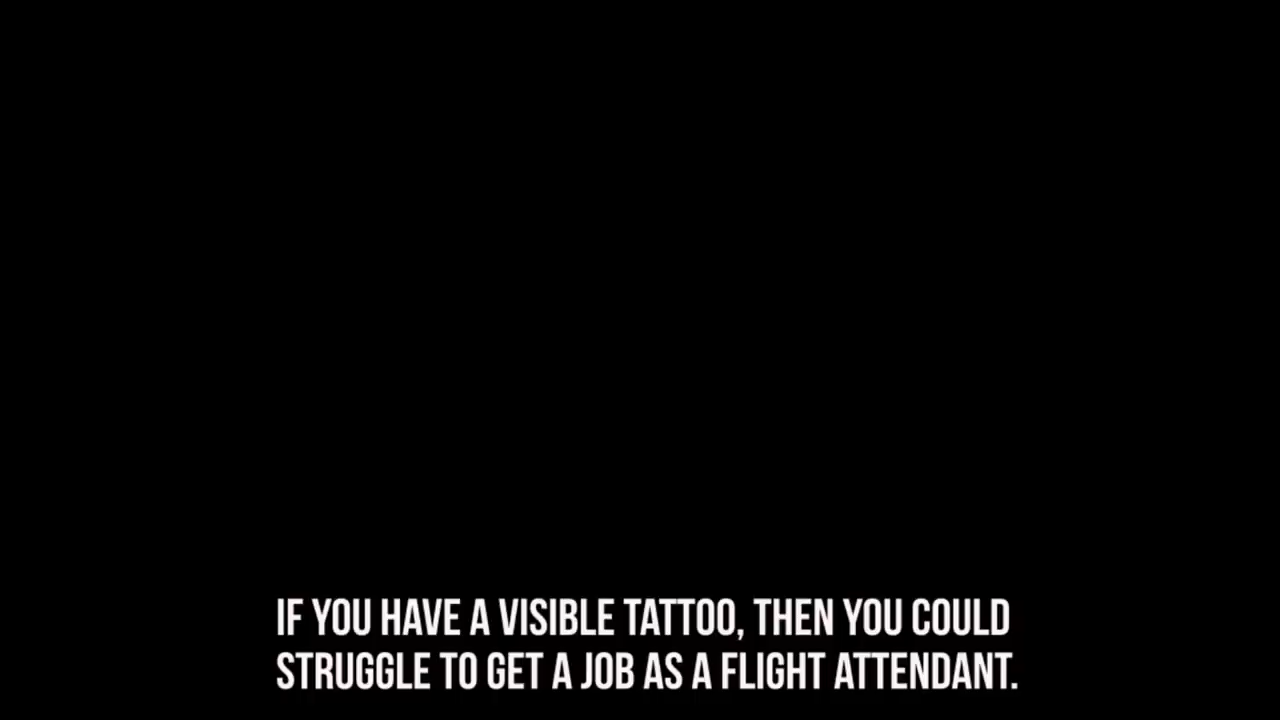 IF YOU HAVE A VISIBLE TATTOO, THEN YOU COULD
STRUGGLE TO GET A JOB AS A FLIGHT ATTENDANT.